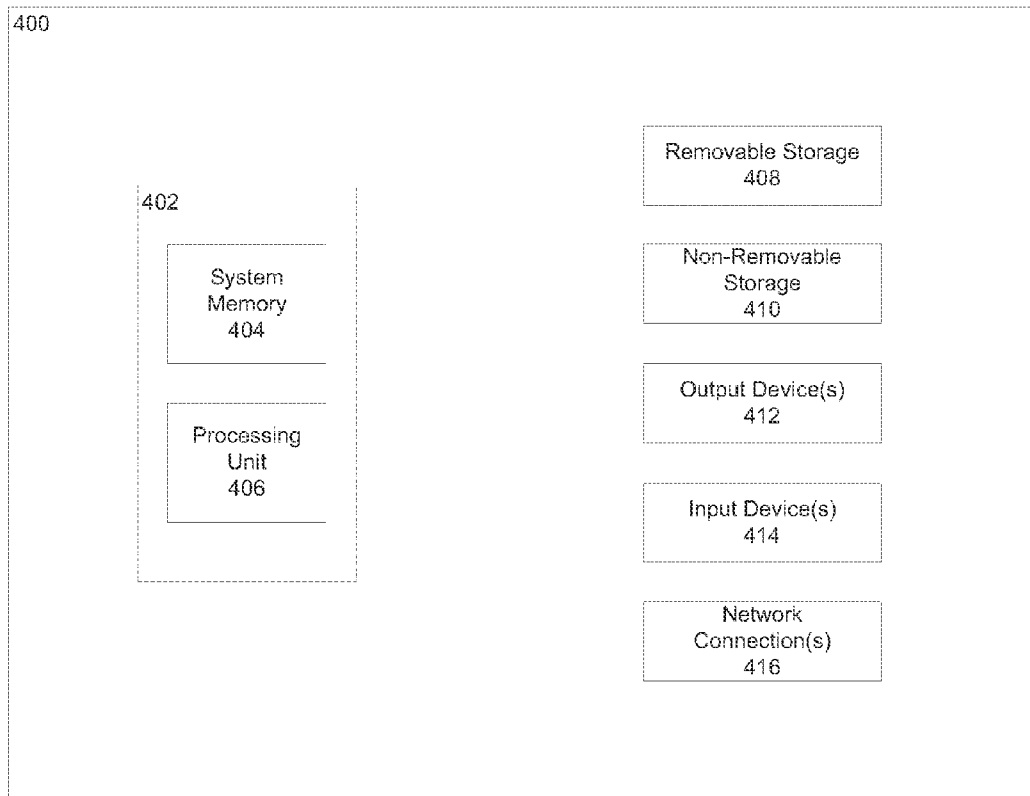 400
402
System
Memory
404
Processing
Unit
406
Removable Storage
408
Non-Removable
Storage
410
Output Device(s)
412
Input Device(s)
414
Network
Connection(s)
416